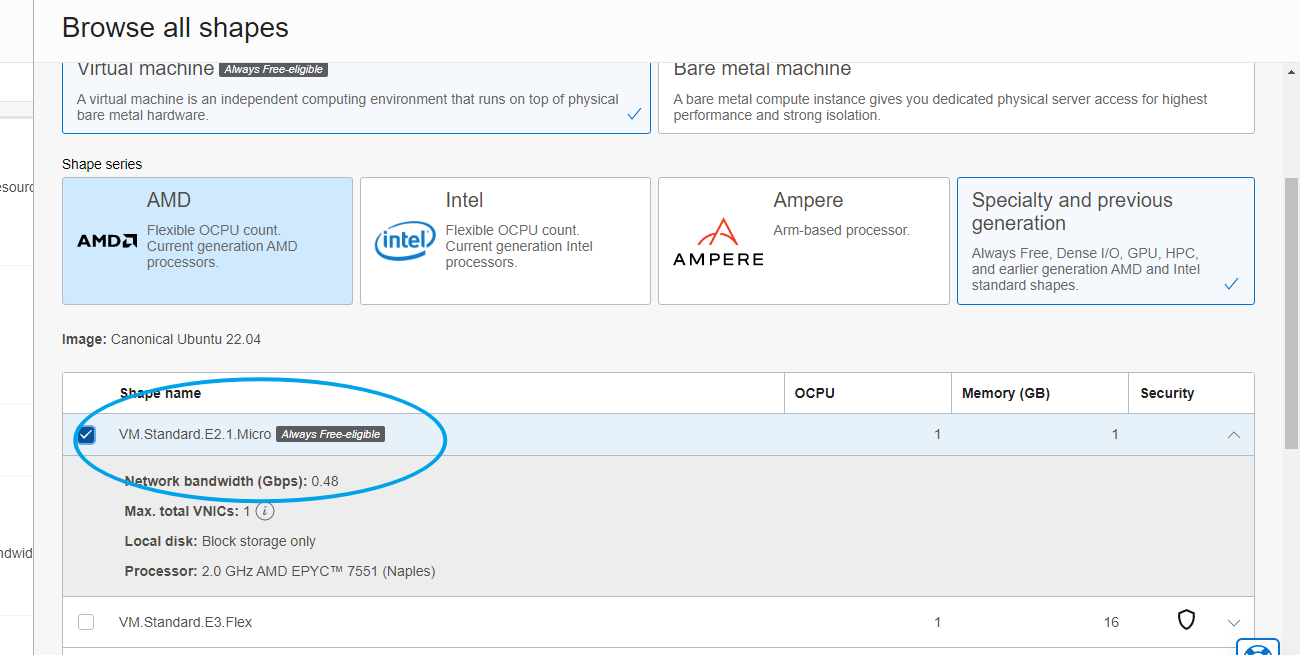 Browse all shapes
Virtual machine Always Free-eligible
A virtual machine is an independent computing environment that runs on top of physical
bare metal hardware.
Bare metal machine
A bare metal compute instance gives you dedicated physical server access for highest
performance and strong isolation.
esourc
Shape series
AMD
AMD
Flexible OCPU count.
Current generation AMD
processors.
intel
Intel
Flexible OCPU count.
Current generation Intel
processors.
AMPERE
Ampere
Arm-based processor.
Specialty and previous
generation
Always Free, Dense I/O, GPU, HPC,
and earlier generation AMD and Intel
standard shapes.
Image: Canonical Ubuntu 22.04
Shape name OCPU Memory (GB) Security
VM.Standard.E2.1.Micro Always Free-eligible 1 1
Network bandwidth (Gbps): 0.48
Max. total VNICs: 1 i
Local disk: Block storage only
ndwid
Processor: 2.0 GHz AMD EPYC™ 7551 (Naples)
VM.Standard.E3.Flex 1 16